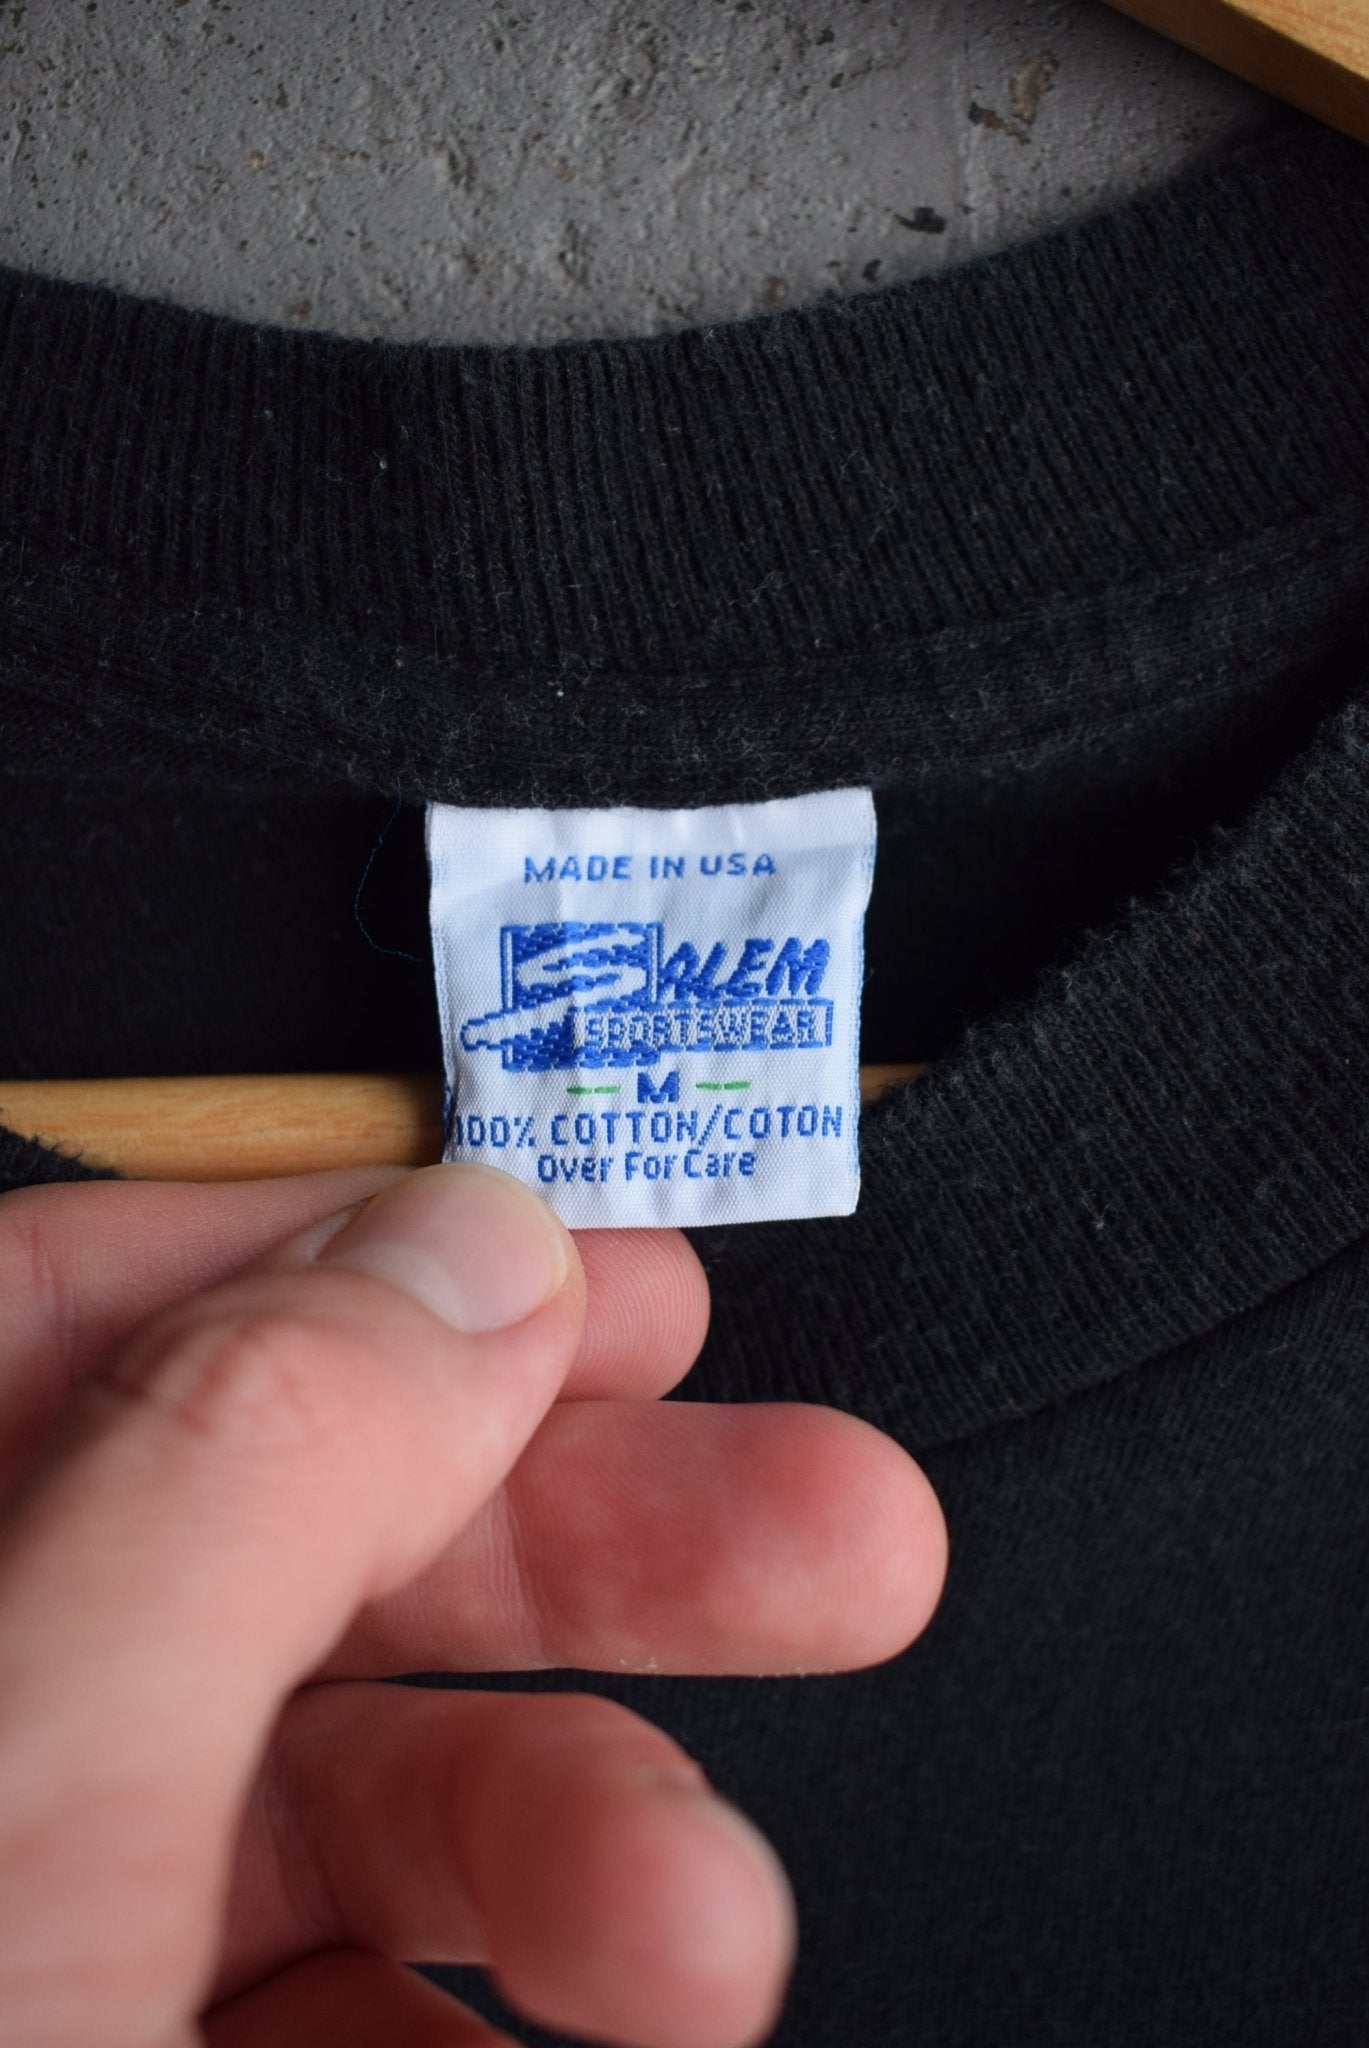 MADE IN USA
SALEM
SPORTSWEAR
M
100% COTTON/COTON
Over For Care